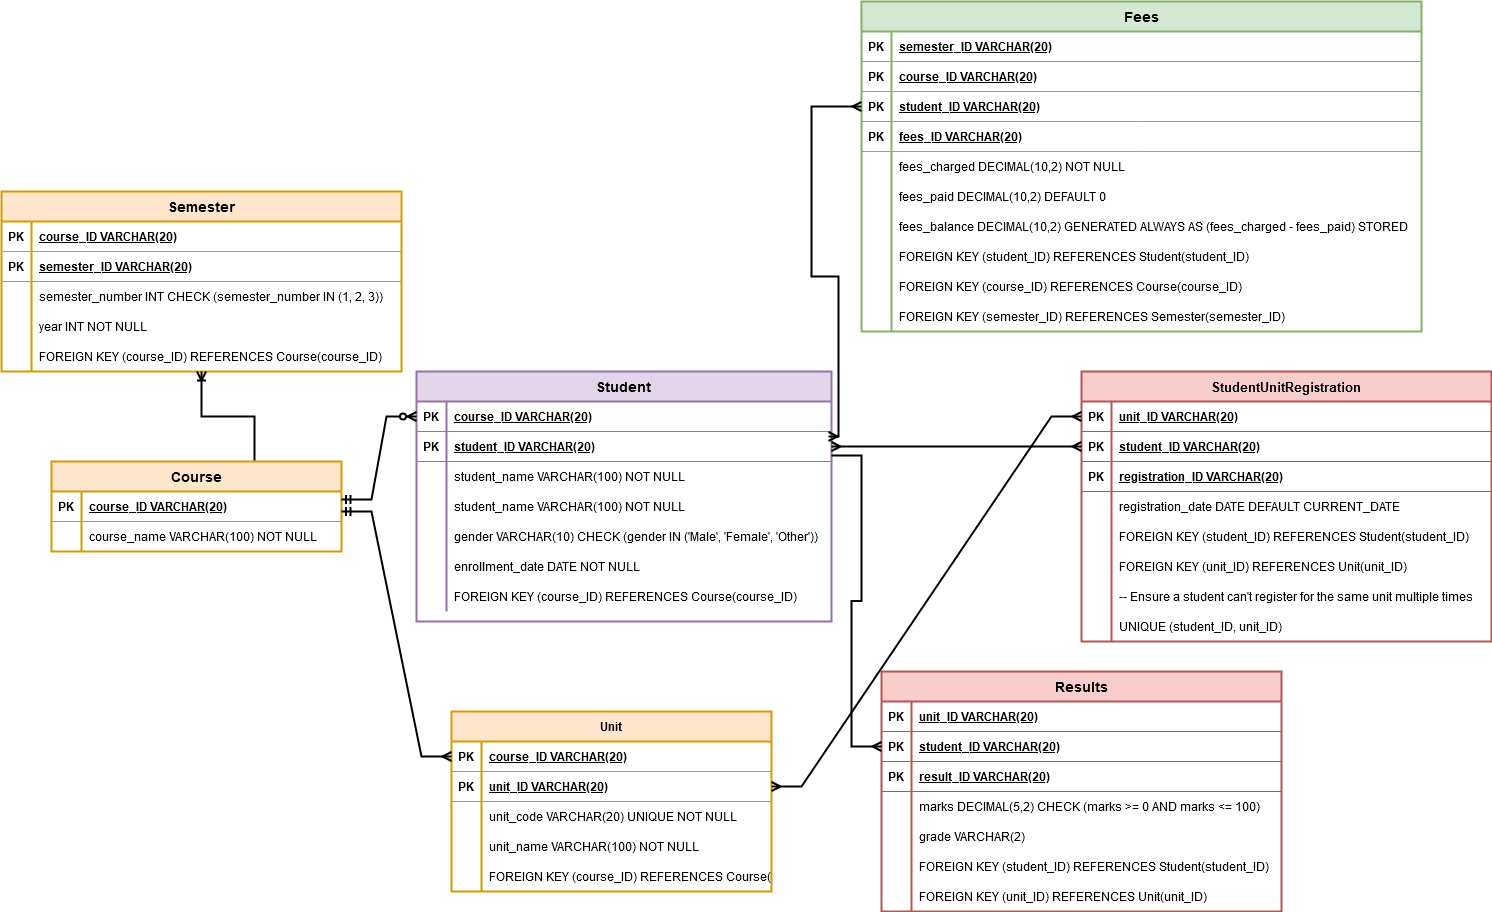 Fees
PK semester_ID VARCHAR(20)
PK course_ID VARCHAR(20)
PK student_ID VARCHAR(20)
PK fees_ID VARCHAR(20)
fees_charged DECIMAL(10,2) NOT NULL
fees_paid DECIMAL(10,2) DEFAULT 0
fees_balance DECIMAL(10,2) GENERATED ALWAYS AS (fees_charged - fees_paid) STORED
FOREIGN KEY (student_ID) REFERENCES Student(student_ID)
FOREIGN KEY (course_ID) REFERENCES Course(course_ID)
FOREIGN KEY (semester_ID) REFERENCES Semester(semester_ID)
Semester
PK course_ID VARCHAR(20)
PK semester_ID VARCHAR(20)
semester_number INT CHECK (semester_number IN (1, 2, 3))
year INT NOT NULL
FOREIGN KEY (course_ID) REFERENCES Course(course_ID)
Student
PK course_ID VARCHAR(20)
PK student_ID VARCHAR(20)
student_name VARCHAR(100) NOT NULL
student_name VARCHAR(100) NOT NULL
gender VARCHAR(10) CHECK (gender IN ('Male', 'Female', 'Other'))
enrollment_date DATE NOT NULL
FOREIGN KEY (course_ID) REFERENCES Course(course_ID)
StudentUnitRegistration
PK unit_ID VARCHAR(20)
PK student_ID VARCHAR(20)
PK registration_ID VARCHAR(20)
registration_date DATE DEFAULT CURRENT_DATE
FOREIGN KEY (student_ID) REFERENCES Student(student_ID)
FOREIGN KEY (unit_ID) REFERENCES Unit(unit_ID)
-- Ensure a student can't register for the same unit multiple times
UNIQUE (student_ID, unit_ID)
Course
PK course_ID VARCHAR(20)
course_name VARCHAR(100) NOT NULL
Unit
PK course_ID VARCHAR(20)
PK unit_ID VARCHAR(20)
unit_code VARCHAR(20) UNIQUE NOT NULL
unit_name VARCHAR(100) NOT NULL
FOREIGN KEY (course_ID) REFERENCES Course(
Results
PK unit_ID VARCHAR(20)
PK student_ID VARCHAR(20)
PK result_ID VARCHAR(20)
marks DECIMAL(5,2) CHECK (marks >= 0 AND marks <= 100)
grade VARCHAR(2)
FOREIGN KEY (student_ID) REFERENCES Student(student_ID)
FOREIGN KEY (unit_ID) REFERENCES Unit(unit_ID)